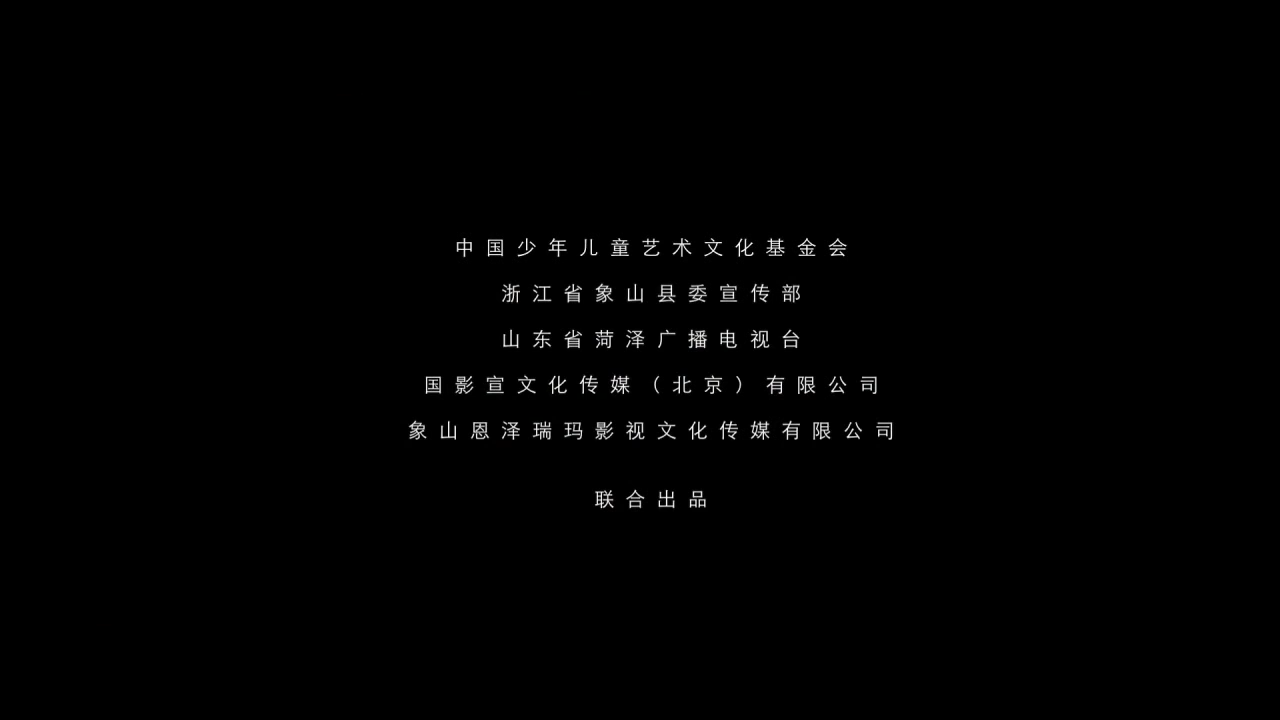 中国少年儿童艺术文化基金会
浙江省象山县委宣传部
山东省菏泽广播电视台
国影宣文化传媒（北京）有限公司
象山恩泽瑞玛影视文化传媒有限公司
联合出品